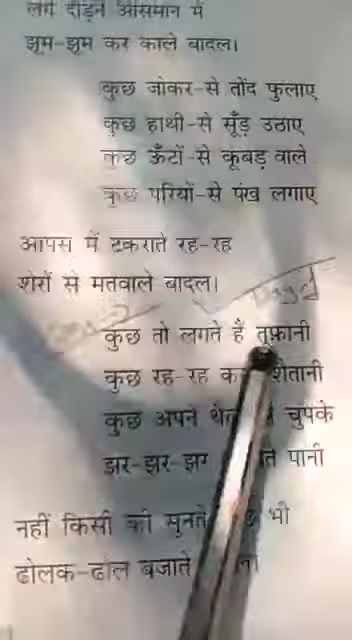 लगे दौड़ने आसमान में
झूम-झूम कर काले बादल।
कुछ जोकर-से तोंद फुलाए
कुछ हाथी-से सूँड़ उठाए
कुछ ऊँटों-से कूबड़ वाले
कुछ परियों-से पंख लगाए
आपस में टकराते रह-रह
शेरों से मतवाले बादल।
कुछ तो लगते हैं तूफ़ानी
कुछ रह-रह शैतानी
कुछ अपने चुपके
झर-झर-झर पानी
नहीं किसी की सुनते भी
ढोलक-ढोल बजाते